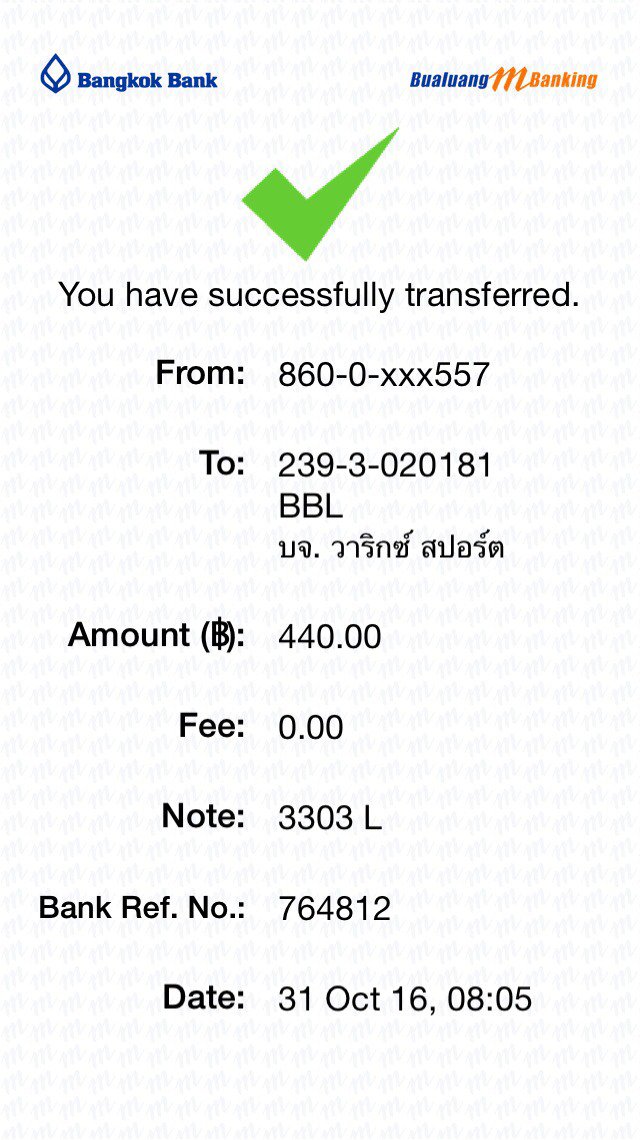 Bangkok Bank
Bualuang mBanking
You have successfully transferred.
From: 860-0-xxx557
To: 239-3-020181
BBL
บจ. วาริกซ์ สปอร์ต
Amount (฿): 440.00
Fee: 0.00
Note: 3303 L
Bank Ref. No.: 764812
Date: 31 Oct 16, 08:05